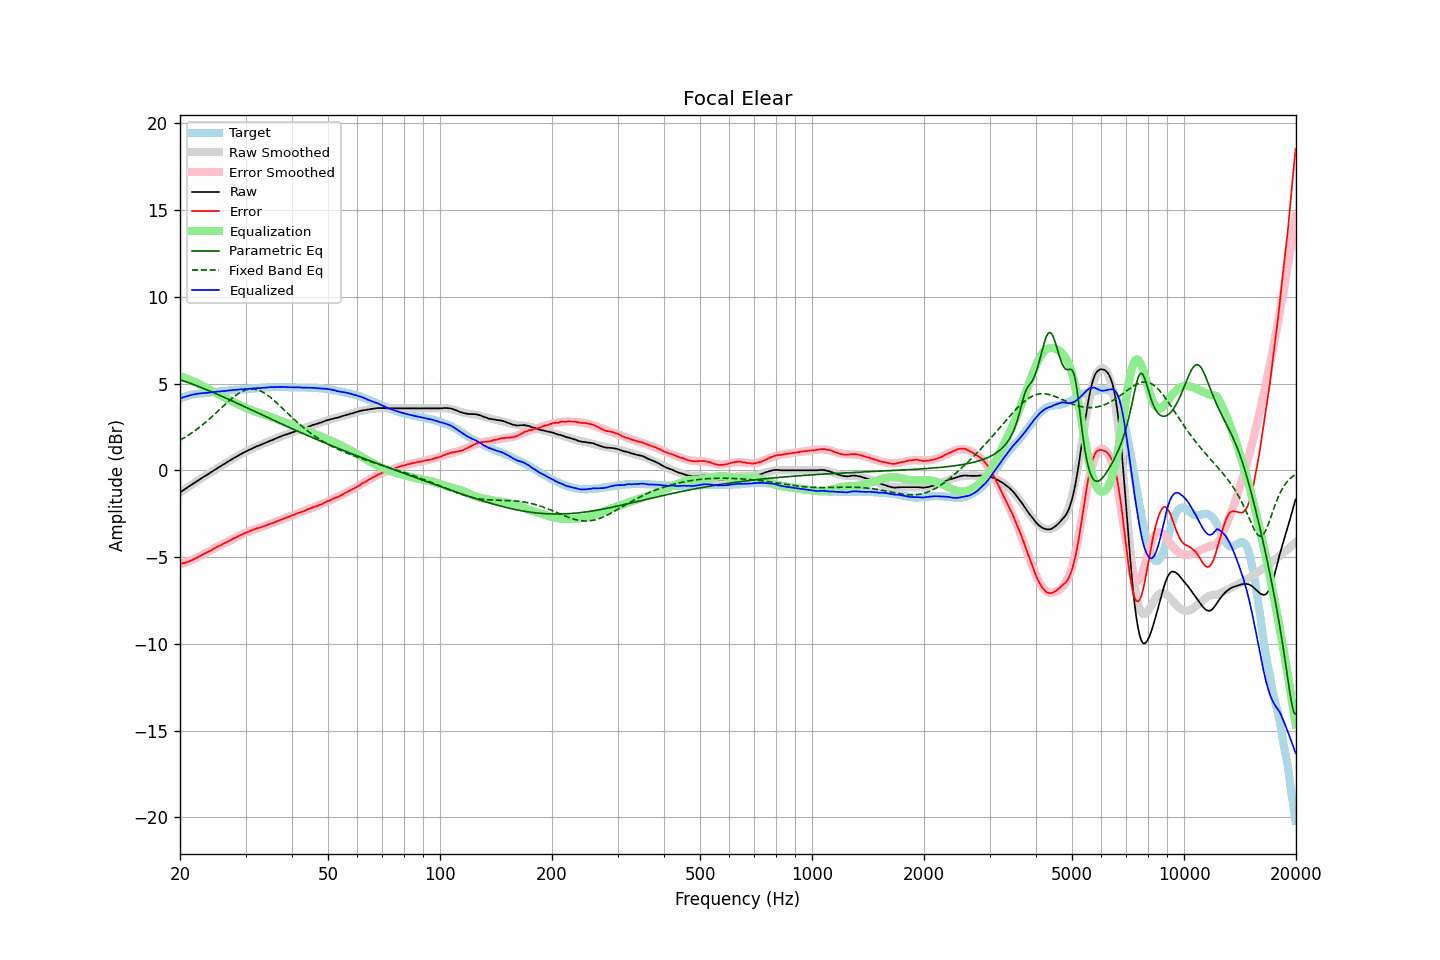 Focal Elear
Target
Raw Smoothed
Error Smoothed
Raw
Error
Equalization
Parametric Eq
Fixed Band Eq
Equalized
20
15
10
5
0
−5
−10
−15
−20
Amplitude (dBr)
20
50
100
200
500
1000
2000
5000
10000
20000
Frequency (Hz)